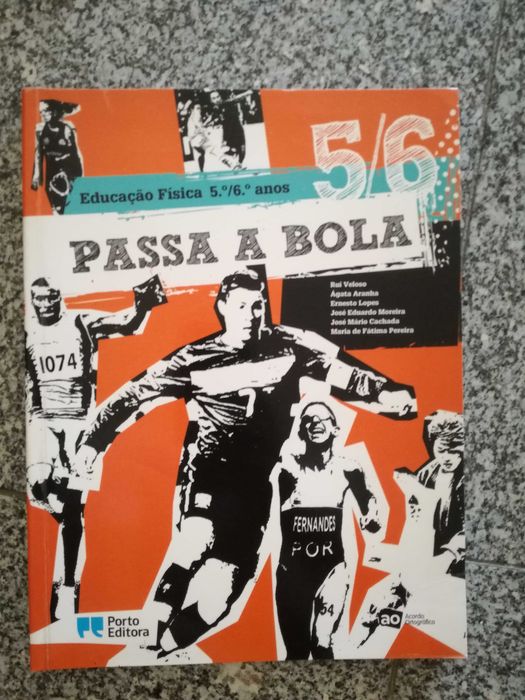 5/6
Educação Física 5.º/6.º anos
PASSA A BOLA
Rui Veloso
Ágata Aranha
Ernesto Lopes
José Eduardo Moreira
José Mário Cachada
Maria de Fátima Pereira
1074
7
FERNANDES
POR
54
Porto
Editora
ao
Acordo
Ortográfico